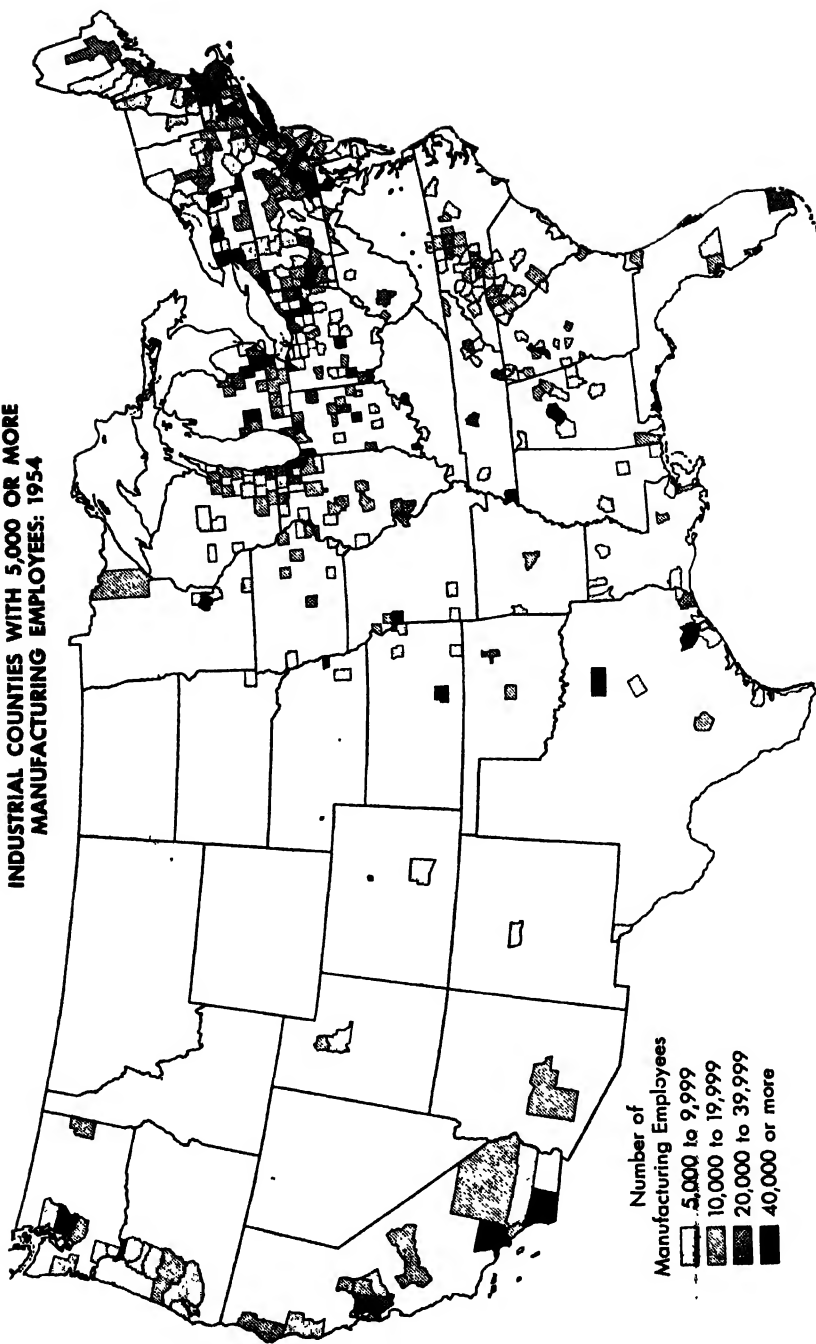 INDUSTRIAL COUNTIES WITH 5,000 OR MORE
MANUFACTURING EMPLOYEES: 1954
Number of
Manufacturing Employees
5,000 to 9,999
10,000 to 19,999
20,000 to 39,999
40,000 or more